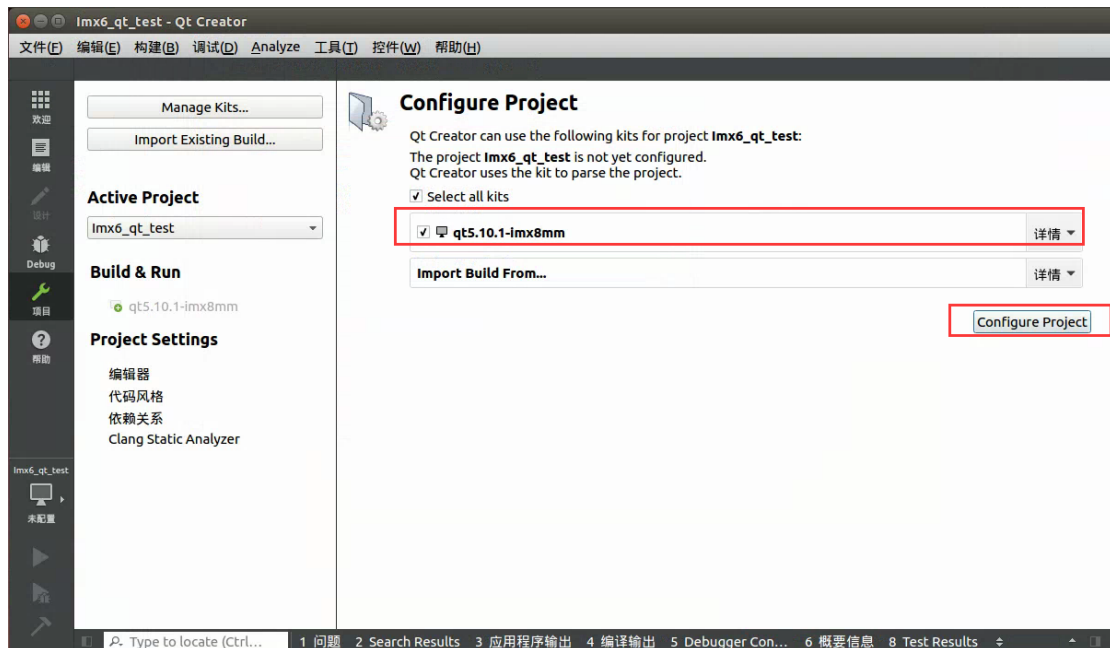 Imx6_qt_test - Qt Creator
文件(F) 编辑(E) 构建(B) 调试(D) Analyze 工具(T) 控件(W) 帮助(H)
欢迎
编辑
设计
Debug
项目
帮助
Imx6_qt_test
未配置
Manage Kits...
Import Existing Build...
Active Project
Imx6_qt_test
Build & Run
qt5.10.1-imx8mm
Project Settings
编辑器
代码风格
依赖关系
Clang Static Analyzer
Configure Project
Qt Creator can use the following kits for project Imx6_qt_test:
The project Imx6_qt_test is not yet configured.
Qt Creator uses the kit to parse the project.
Select all kits
qt5.10.1-imx8mm 详情
Import Build From... 详情
Configure Project
Type to locate (Ctrl... 1 问题 2 Search Results 3 应用程序输出 4 编译输出 5 Debugger Con... 6 概要信息 8 Test Results